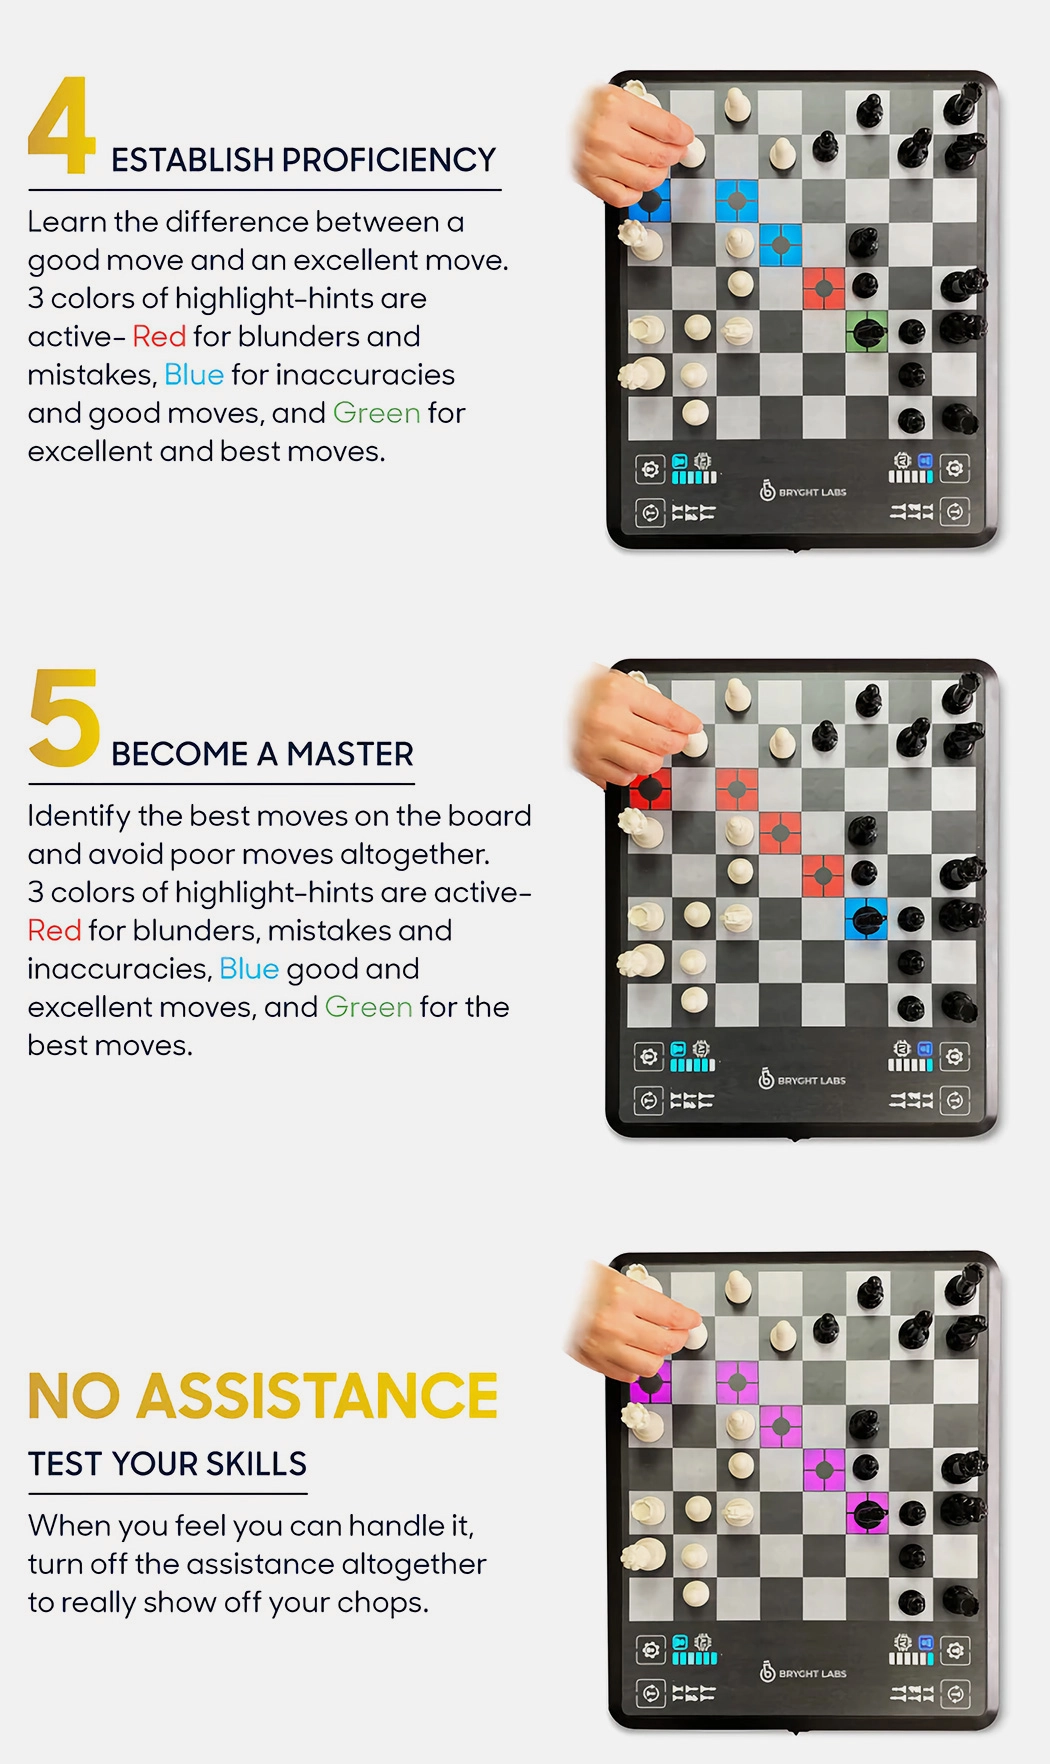 4 ESTABLISH PROFICIENCY
Learn the difference between a
good move and an excellent move.
3 colors of highlight-hints are
active- Red for blunders and
mistakes, Blue for inaccuracies
and good moves, and Green for
excellent and best moves.
BRYGHT LABS
5 BECOME A MASTER
Identify the best moves on the board
and avoid poor moves altogether.
3 colors of highlight-hints are active-
Red for blunders, mistakes and
inaccuracies, Blue good and
excellent moves, and Green for the
best moves.
BRYGHT LABS
NO ASSISTANCE
TEST YOUR SKILLS
When you feel you can handle it,
turn off the assistance altogether
to really show off your chops.
BRYGHT LABS